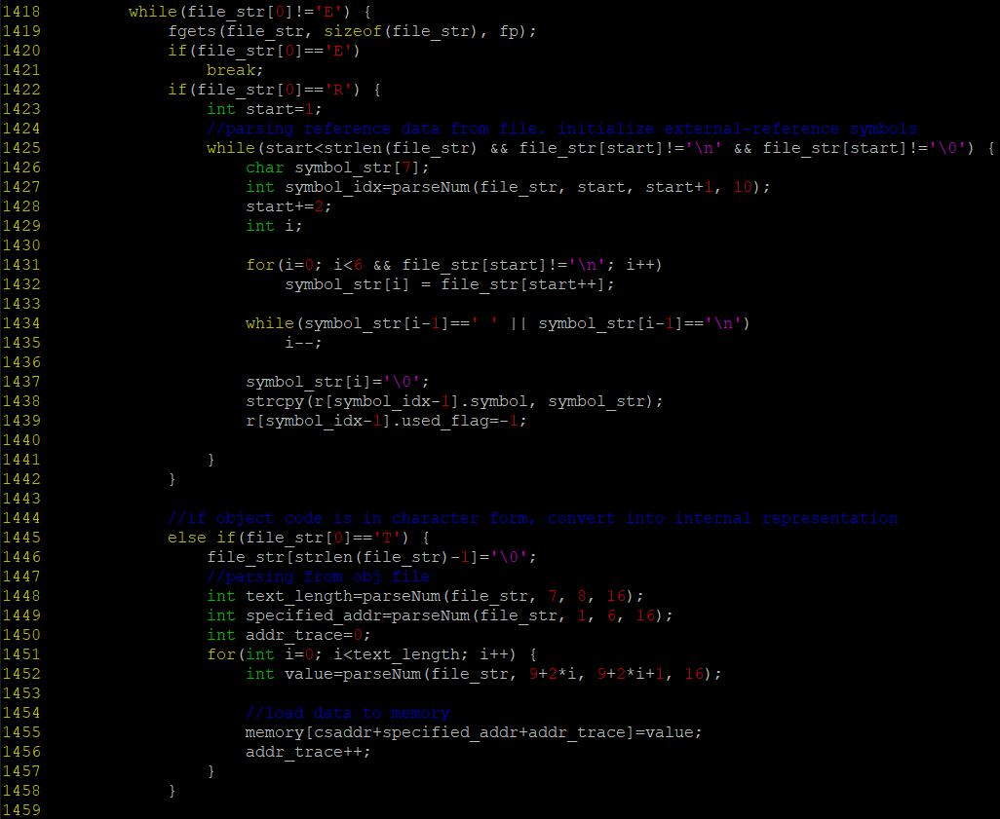 1418         while(file_str[0]!='E') {
1419             fgets(file_str, sizeof(file_str), fp);
1420             if(file_str[0]=='E')
1421                 break;
1422             if(file_str[0]=='R') {
1423                 int start=1;
1424                 //parsing reference data from file. initialize external-reference symbols
1425                 while(start<strlen(file_str) && file_str[start]!='\n' && file_str[start]!='\0') {
1426                     char symbol_str[7];
1427                     int symbol_idx=parseNum(file_str, start, start+1, 10);
1428                     start+=2;
1429                     int i;
1430
1431                     for(i=0; i<6 && file_str[start]!='\n'; i++)
1432                         symbol_str[i] = file_str[start++];
1433
1434                     while(symbol_str[i-1]==' ' || symbol_str[i-1]=='\n')
1435                         i--;
1436
1437                     symbol_str[i]='\0';
1438                     strcpy(r[symbol_idx-1].symbol, symbol_str);
1439                     r[symbol_idx-1].used_flag=-1;
1440
1441                 }
1442             }
1443
1444             //if object code is in character form, convert into internal representation
1445             else if(file_str[0]=='T') {
1446                 file_str[strlen(file_str)-1]='\0';
1447                 //parsing from obj file
1448                 int text_length=parseNum(file_str, 7, 8, 16);
1449                 int specified_addr=parseNum(file_str, 1, 6, 16);
1450                 int addr_trace=0;
1451                 for(int i=0; i<text_length; i++) {
1452                     int value=parseNum(file_str, 9+2*i, 9+2*i+1, 16);
1453
1454                     //load data to memory
1455                     memory[csaddr+specified_addr+addr_trace]=value;
1456                     addr_trace++;
1457                 }
1458             }
1459